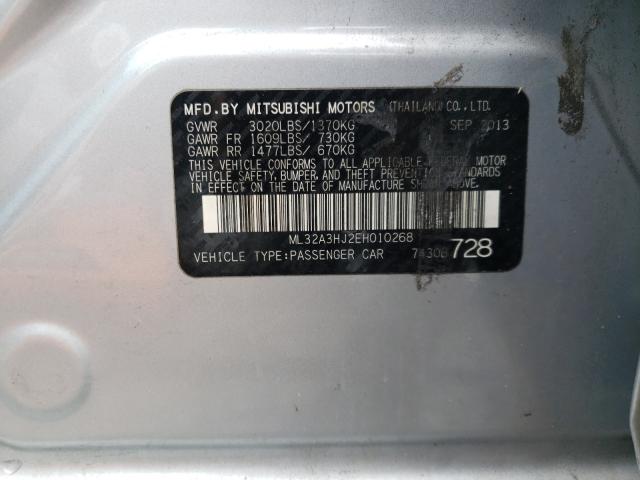 MFD.BY MITSUBISHI MOTORS (THAILAND) CO.,LTD.
GVWR 3020LBS/1370KG SEP 2013
GAWR FR 1609LBS/ 730KG
GAWR RR 1477LBS/ 670KG
THIS VEHICLE CONFORMS TO ALL APPLICABLE FEDERAL MOTOR
VEHICLE SAFETY, BUMPER, AND THEFT PREVENTION STANDARDS
IN EFFECT ON THE DATE OF MANUFACTURE SHOWN ABOVE.
ML32A3HJ2EH010268
VEHICLE TYPE:PASSENGER CAR 728